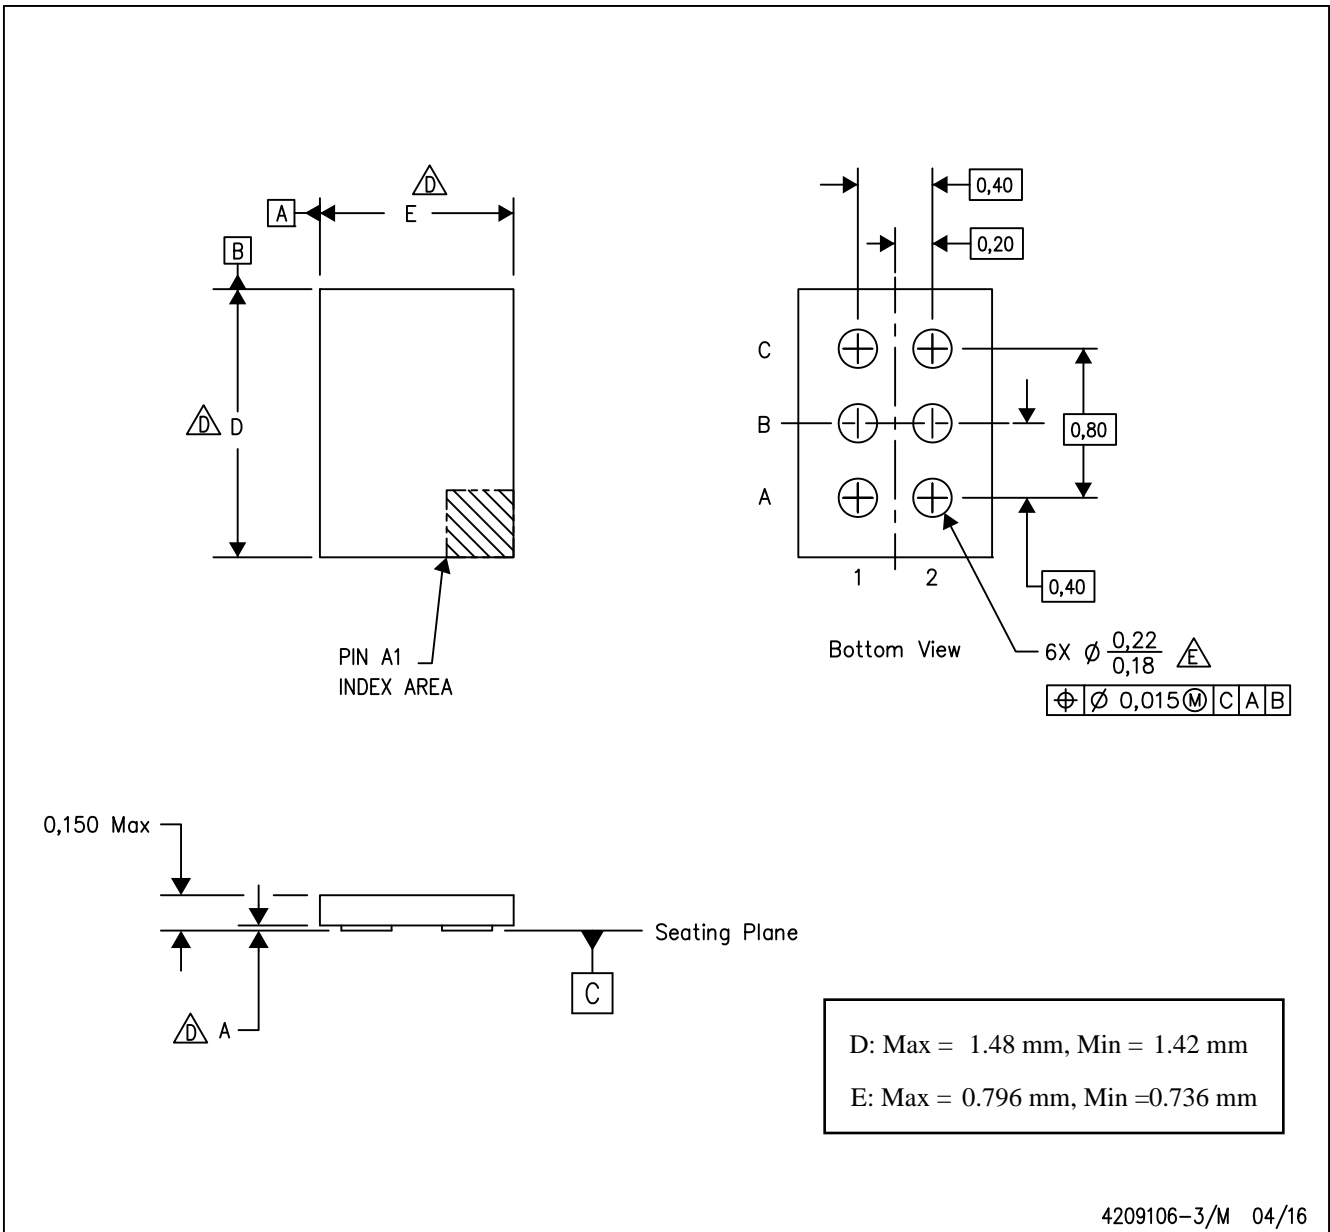 D
A
E
B
D
D
PIN A1
INDEX AREA
0,40
0,20
C
B
A
0,80
0,40
1
2
Bottom View
6X Ø 0,22
0,18
E
⌖ Ø 0,015Ⓜ C A B
0,150 Max
Seating Plane
C
D
A
D: Max = 1.48 mm, Min = 1.42 mm
E: Max = 0.796 mm, Min =0.736 mm
4209106-3/M 04/16